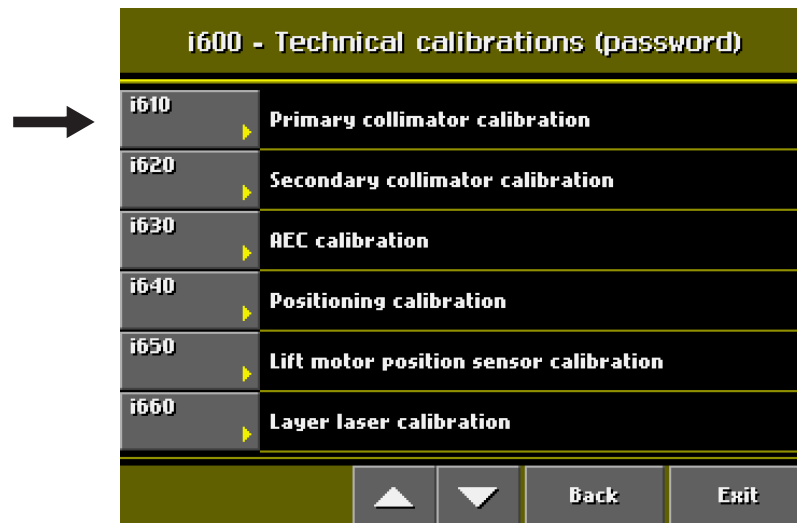 i600 - Technical calibrations (password)
i610 Primary collimator calibration
i620 Secondary collimator calibration
i630 AEC calibration
i640 Positioning calibration
i650 Lift motor position sensor calibration
i660 Layer laser calibration
Back Exit